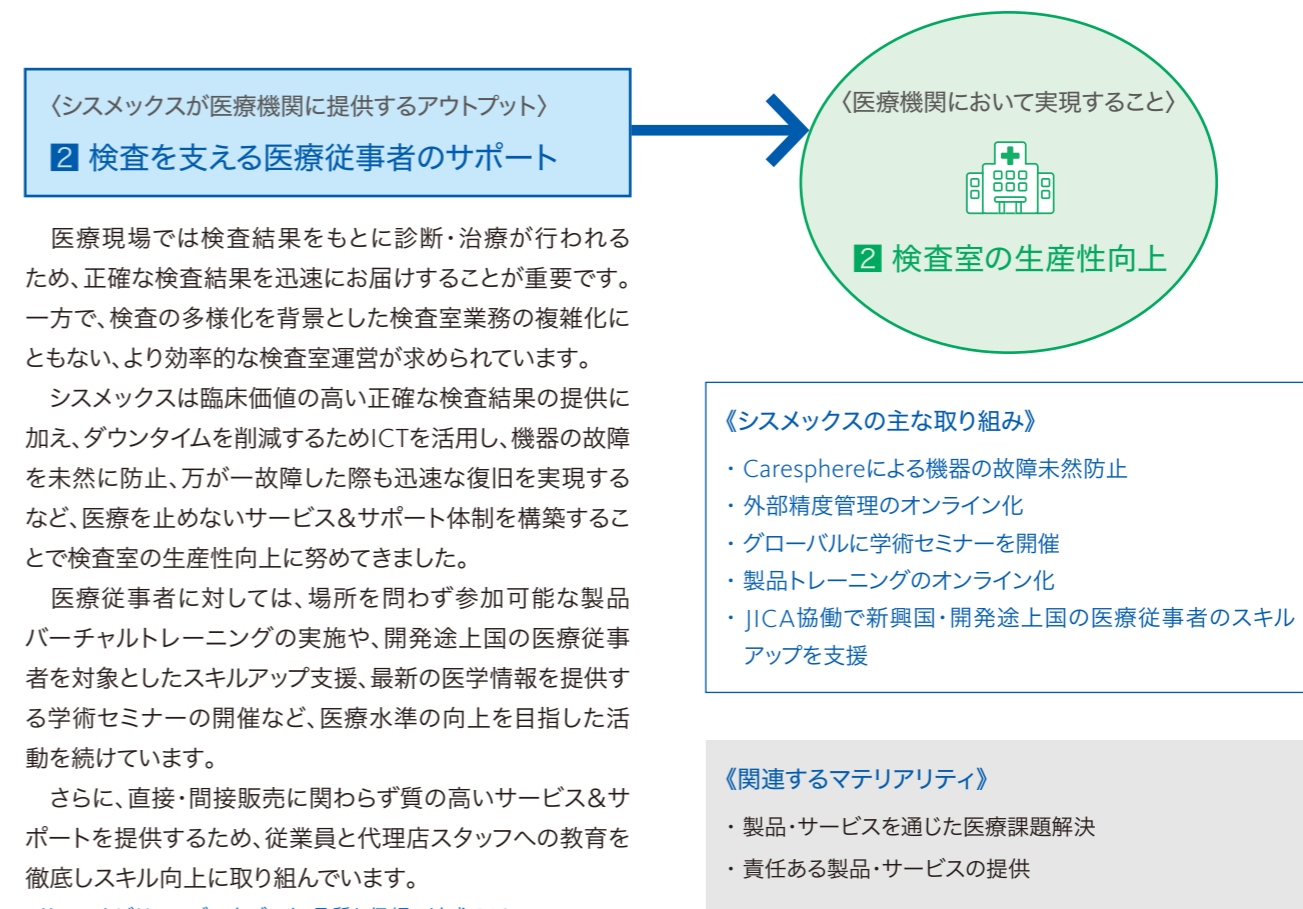 〈シスメックスが医療機関に提供するアウトプット〉
2 検査を支える医療従事者のサポート
医療現場では検査結果をもとに診断・治療が行われる
ため、正確な検査結果を迅速にお届けすることが重要です。
一方で、検査の多様化を背景とした検査室業務の複雑化に
ともない、より効率的な検査室運営が求められています。
シスメックスは臨床価値の高い正確な検査結果の提供に
加え、ダウンタイムを削減するためICTを活用し、機器の故障
を未然に防止、万が一故障した際も迅速な復旧を実現する
など、医療を止めないサービス&サポート体制を構築するこ
とで検査室の生産性向上に努めてきました。
医療従事者に対しては、場所を問わず参加可能な製品
バーチャルトレーニングの実施や、開発途上国の医療従事
者を対象としたスキルアップ支援、最新の医学情報を提供す
る学術セミナーの開催など、医療水準の向上を目指した活
動を続けています。
さらに、直接・間接販売に関わらず質の高いサービス&サ
ポートを提供するため、従業員と代理店スタッフへの教育を
徹底しスキル向上に取り組んでいます。
〈医療機関において実現すること〉
2 検査室の生産性向上
《シスメックスの主な取り組み》
・Caresphereによる機器の故障未然防止
・外部精度管理のオンライン化
・グローバルに学術セミナーを開催
・製品トレーニングのオンライン化
・JICA協働で新興国・開発途上国の医療従事者のスキル
アップを支援
《関連するマテリアリティ》
・製品・サービスを通じた医療課題解決
・責任ある製品・サービスの提供